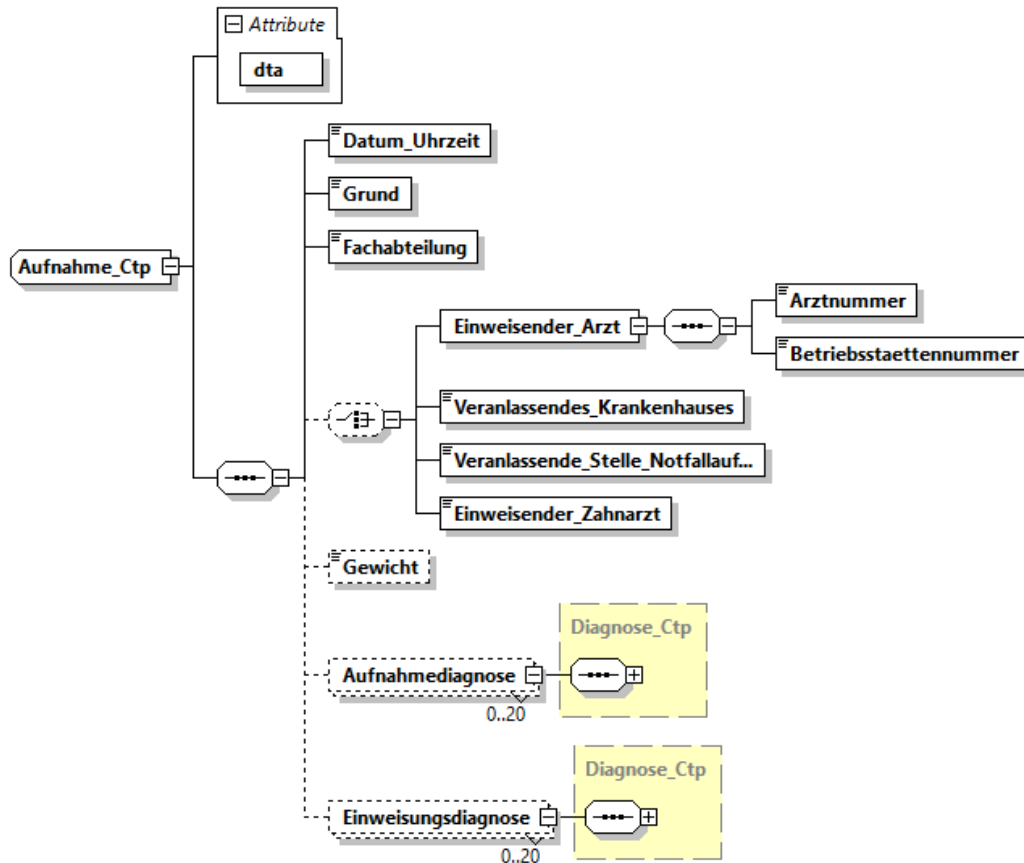 Attribute
dta
Datum_Uhrzeit
Grund
Fachabteilung
Aufnahme_Ctp
Einweisender_Arzt
Arztnummer
Betriebsstaettennummer
Veranlassendes_Krankenhauses
Veranlassende_Stelle_Notfallauf...
Einweisender_Zahnarzt
Gewicht
Diagnose_Ctp
Aufnahmediagnose
0..20
Diagnose_Ctp
Einweisungsdiagnose
0..20